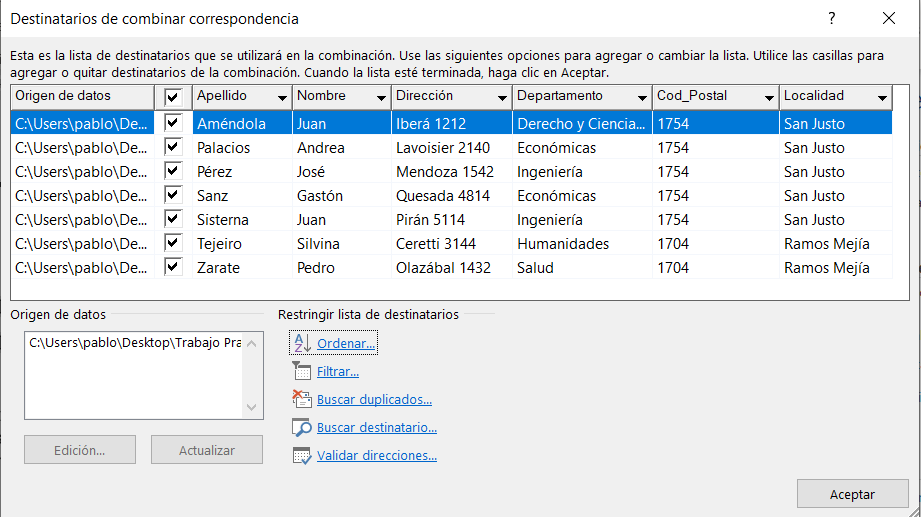 Destinatarios de combinar correspondencia
?
Esta es la lista de destinatarios que se utilizará en la combinación. Use las siguientes opciones para agregar o cambiar la lista. Utilice las casillas para
agregar o quitar destinatarios de la combinación. Cuando la lista esté terminada, haga clic en Aceptar.
Origen de datos Apellido Nombre Dirección Departamento Cod_Postal Localidad
C:\Users\pablo\De... Améndola Juan Iberá 1212 Derecho y Ciencia... 1754 San Justo
C:\Users\pablo\De... Palacios Andrea Lavoisier 2140 Económicas 1754 San Justo
C:\Users\pablo\De... Pérez José Mendoza 1542 Ingeniería 1754 San Justo
C:\Users\pablo\De... Sanz Gastón Quesada 4814 Económicas 1754 San Justo
C:\Users\pablo\De... Sisterna Juan Pirán 5114 Ingeniería 1754 San Justo
C:\Users\pablo\De... Tejeiro Silvina Ceretti 3144 Humanidades 1704 Ramos Mejía
C:\Users\pablo\De... Zarate Pedro Olazábal 1432 Salud 1704 Ramos Mejía
Origen de datos
C:\Users\pablo\Desktop\Trabajo Pra
Edición... Actualizar
Restringir lista de destinatarios
Ordenar...
Filtrar...
Buscar duplicados...
Buscar destinatario...
Validar direcciones...
Aceptar